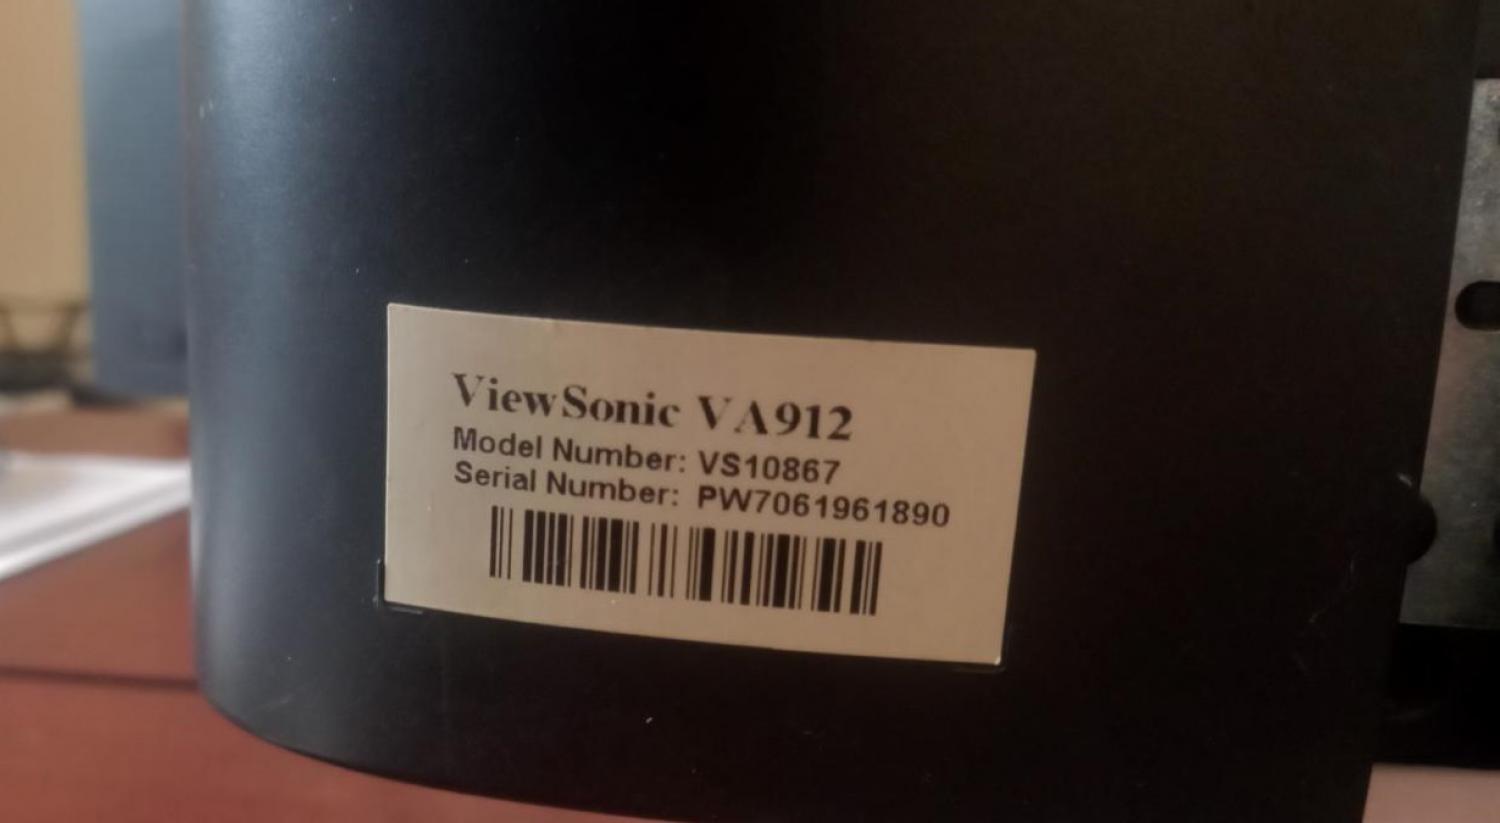 ViewSonic VA912
Model Number: VS10867
Serial Number: PW7061961890